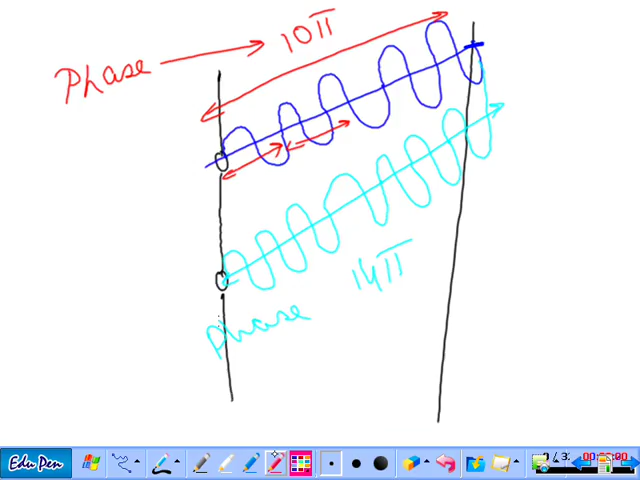 Phase
10π
14π
phase
Edu Pen